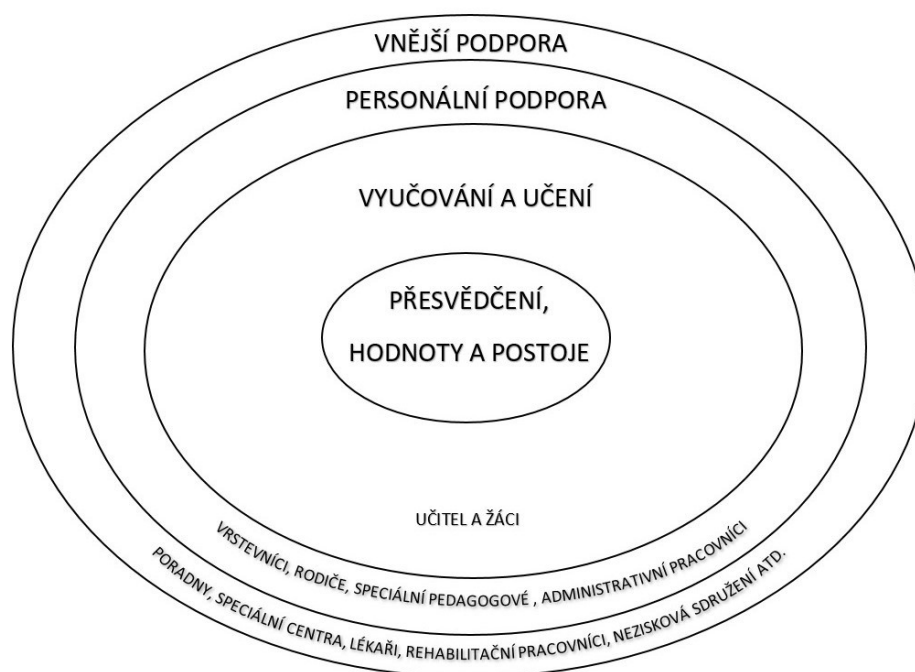 VNĚJŠÍ PODPORA
PERSONÁLNÍ PODPORA
VYUČOVÁNÍ A UČENÍ
PŘESVĚDČENÍ,
HODNOTY A POSTOJE
UČITEL A ŽÁCI
VRSTEVNÍCI, RODIČE, SPECIÁLNÍ PEDAGOGOVÉ , ADMINISTRATIVNÍ PRACOVNÍCI
PORADNY, SPECIÁLNÍ CENTRA, LÉKAŘI, REHABILITAČNÍ PRACOVNÍCI, NEZISKOVÁ SDRUŽENÍ ATD.